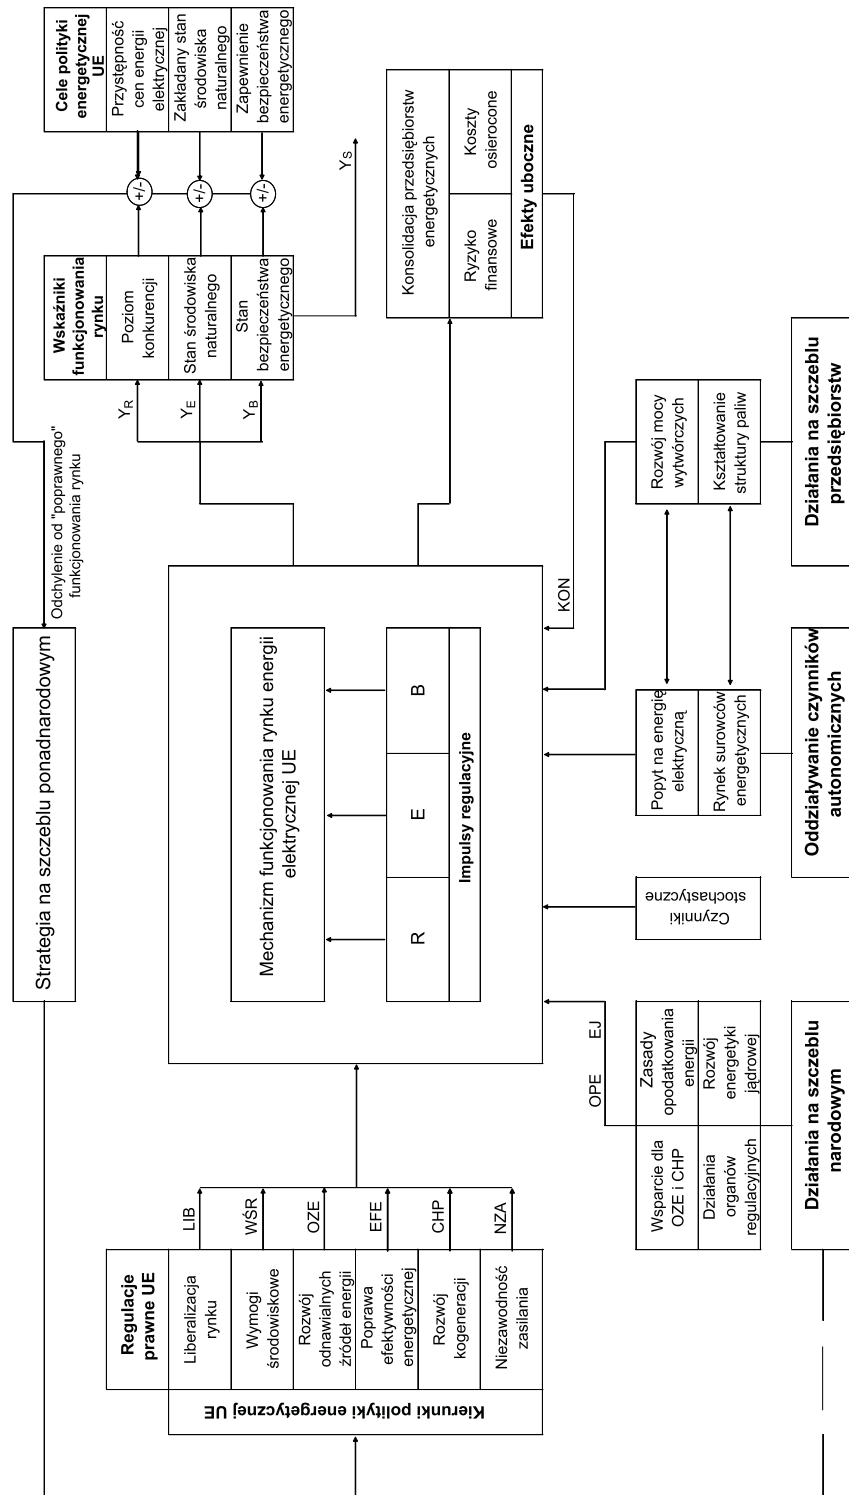 Strategia na szczeblu ponadnarodowym
Odchylenie od "poprawnego"
funkcjonowania rynku
Regulacje
prawne UE
Liberalizacja
rynku
Wymogi
środowiskowe
Rozwój
odnawialnych
źródeł energii
Poprawa
efektywności
energetycznej
Rozwój
kogeneracji
Niezawodność
zasilania
Kierunki polityki energetycznej UE
LIB
WŚR
OZE
EFE
CHP
NZA
Mechanizm funkcjonowania rynku energii
elektrycznej UE
R
E
B
Impulsy regulacyjne
YR
YE
YB
Wskaźniki
funkcjonowania
rynku
Poziom
konkurencji
Stan środowiska
naturalnego
Stan
bezpieczeństwa
energetycznego
+/-
+/-
+/-
YS
Cele polityki
energetycznej
UE
Przystępność
cen energii
elektrycznej
Zakładany stan
środowiska
naturalnego
Zapewnienie
bezpieczeństwa
energetycznego
Konsolidacja przedsiębiorstw
energetycznych
Ryzyko
finansowe
Koszty
osierocone
Efekty uboczne
KON
OPE
EJ
Wsparcie dla
OZE i CHP
Zasady
opodatkowania
energii
Działania
organów
regulacyjnych
Rozwój
energetyki
jądrowej
Działania na szczeblu
narodowym
Czynniki
stochastyczne
Popyt na energię
elektryczną
Rynek surowców
energetycznych
Oddziaływanie czynników
autonomicznych
Rozwój mocy
wytwórczych
Kształtowanie
struktury paliw
Działania na szczeblu
przedsiębiorstw